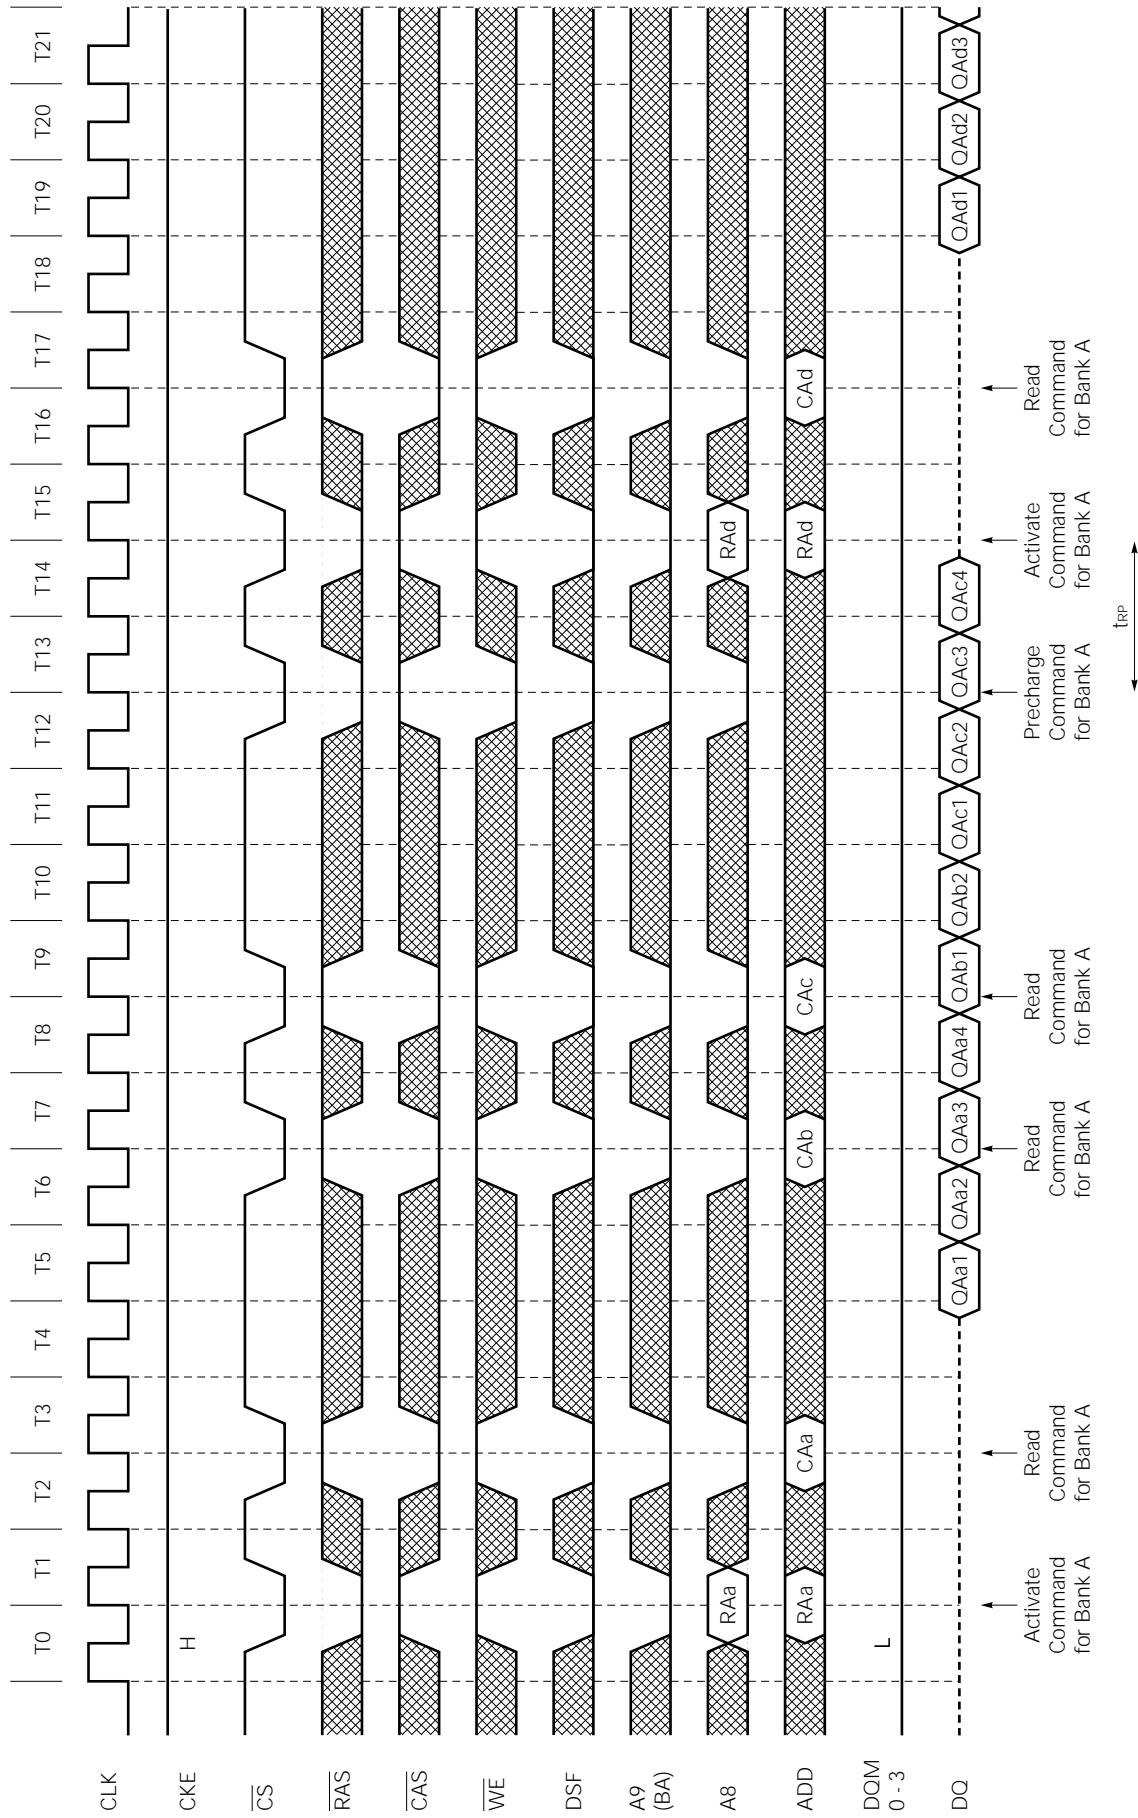 T0 T1 T2 T3 T4 T5 T6 T7 T8 T9 T10 T11 T12 T13 T14 T15 T16 T17 T18 T19 T20 T21
CLK
CKE
H
CS
RAS
CAS
WE
DSF
A9
(BA)
A8
RAa RAd
ADD
RAa CAa CAb CAc RAd CAd
DQM
0 - 3
L
DQ
QAa1 QAa2 QAa3 QAa4 QAb1 QAb2 QAc1 QAc2 QAc3 QAc4 QAd1 QAd2 QAd3
Activate
Command
for Bank A
Read
Command
for Bank A
Read
Command
for Bank A
Read
Command
for Bank A
Precharge
Command
for Bank A
Activate
Command
for Bank A
Read
Command
for Bank A
tRP